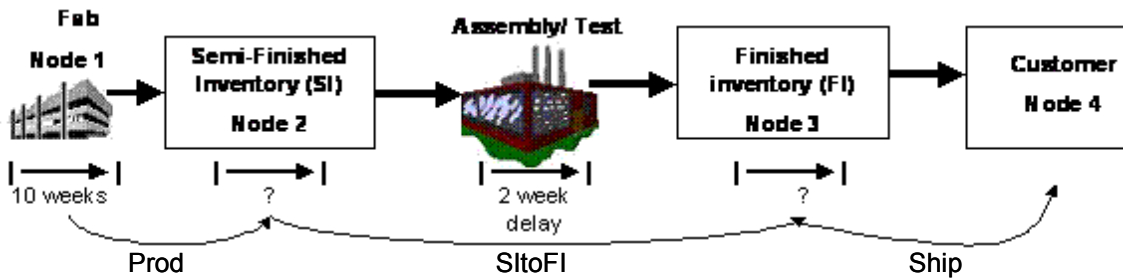 Fab
Node 1
Semi-Finished
Inventory (SI)
Node 2
Assembly/ Test
Finished
inventory (FI)
Node 3
Customer
Node 4
10 weeks
?
2 week
delay
?
Prod
SItoFI
Ship